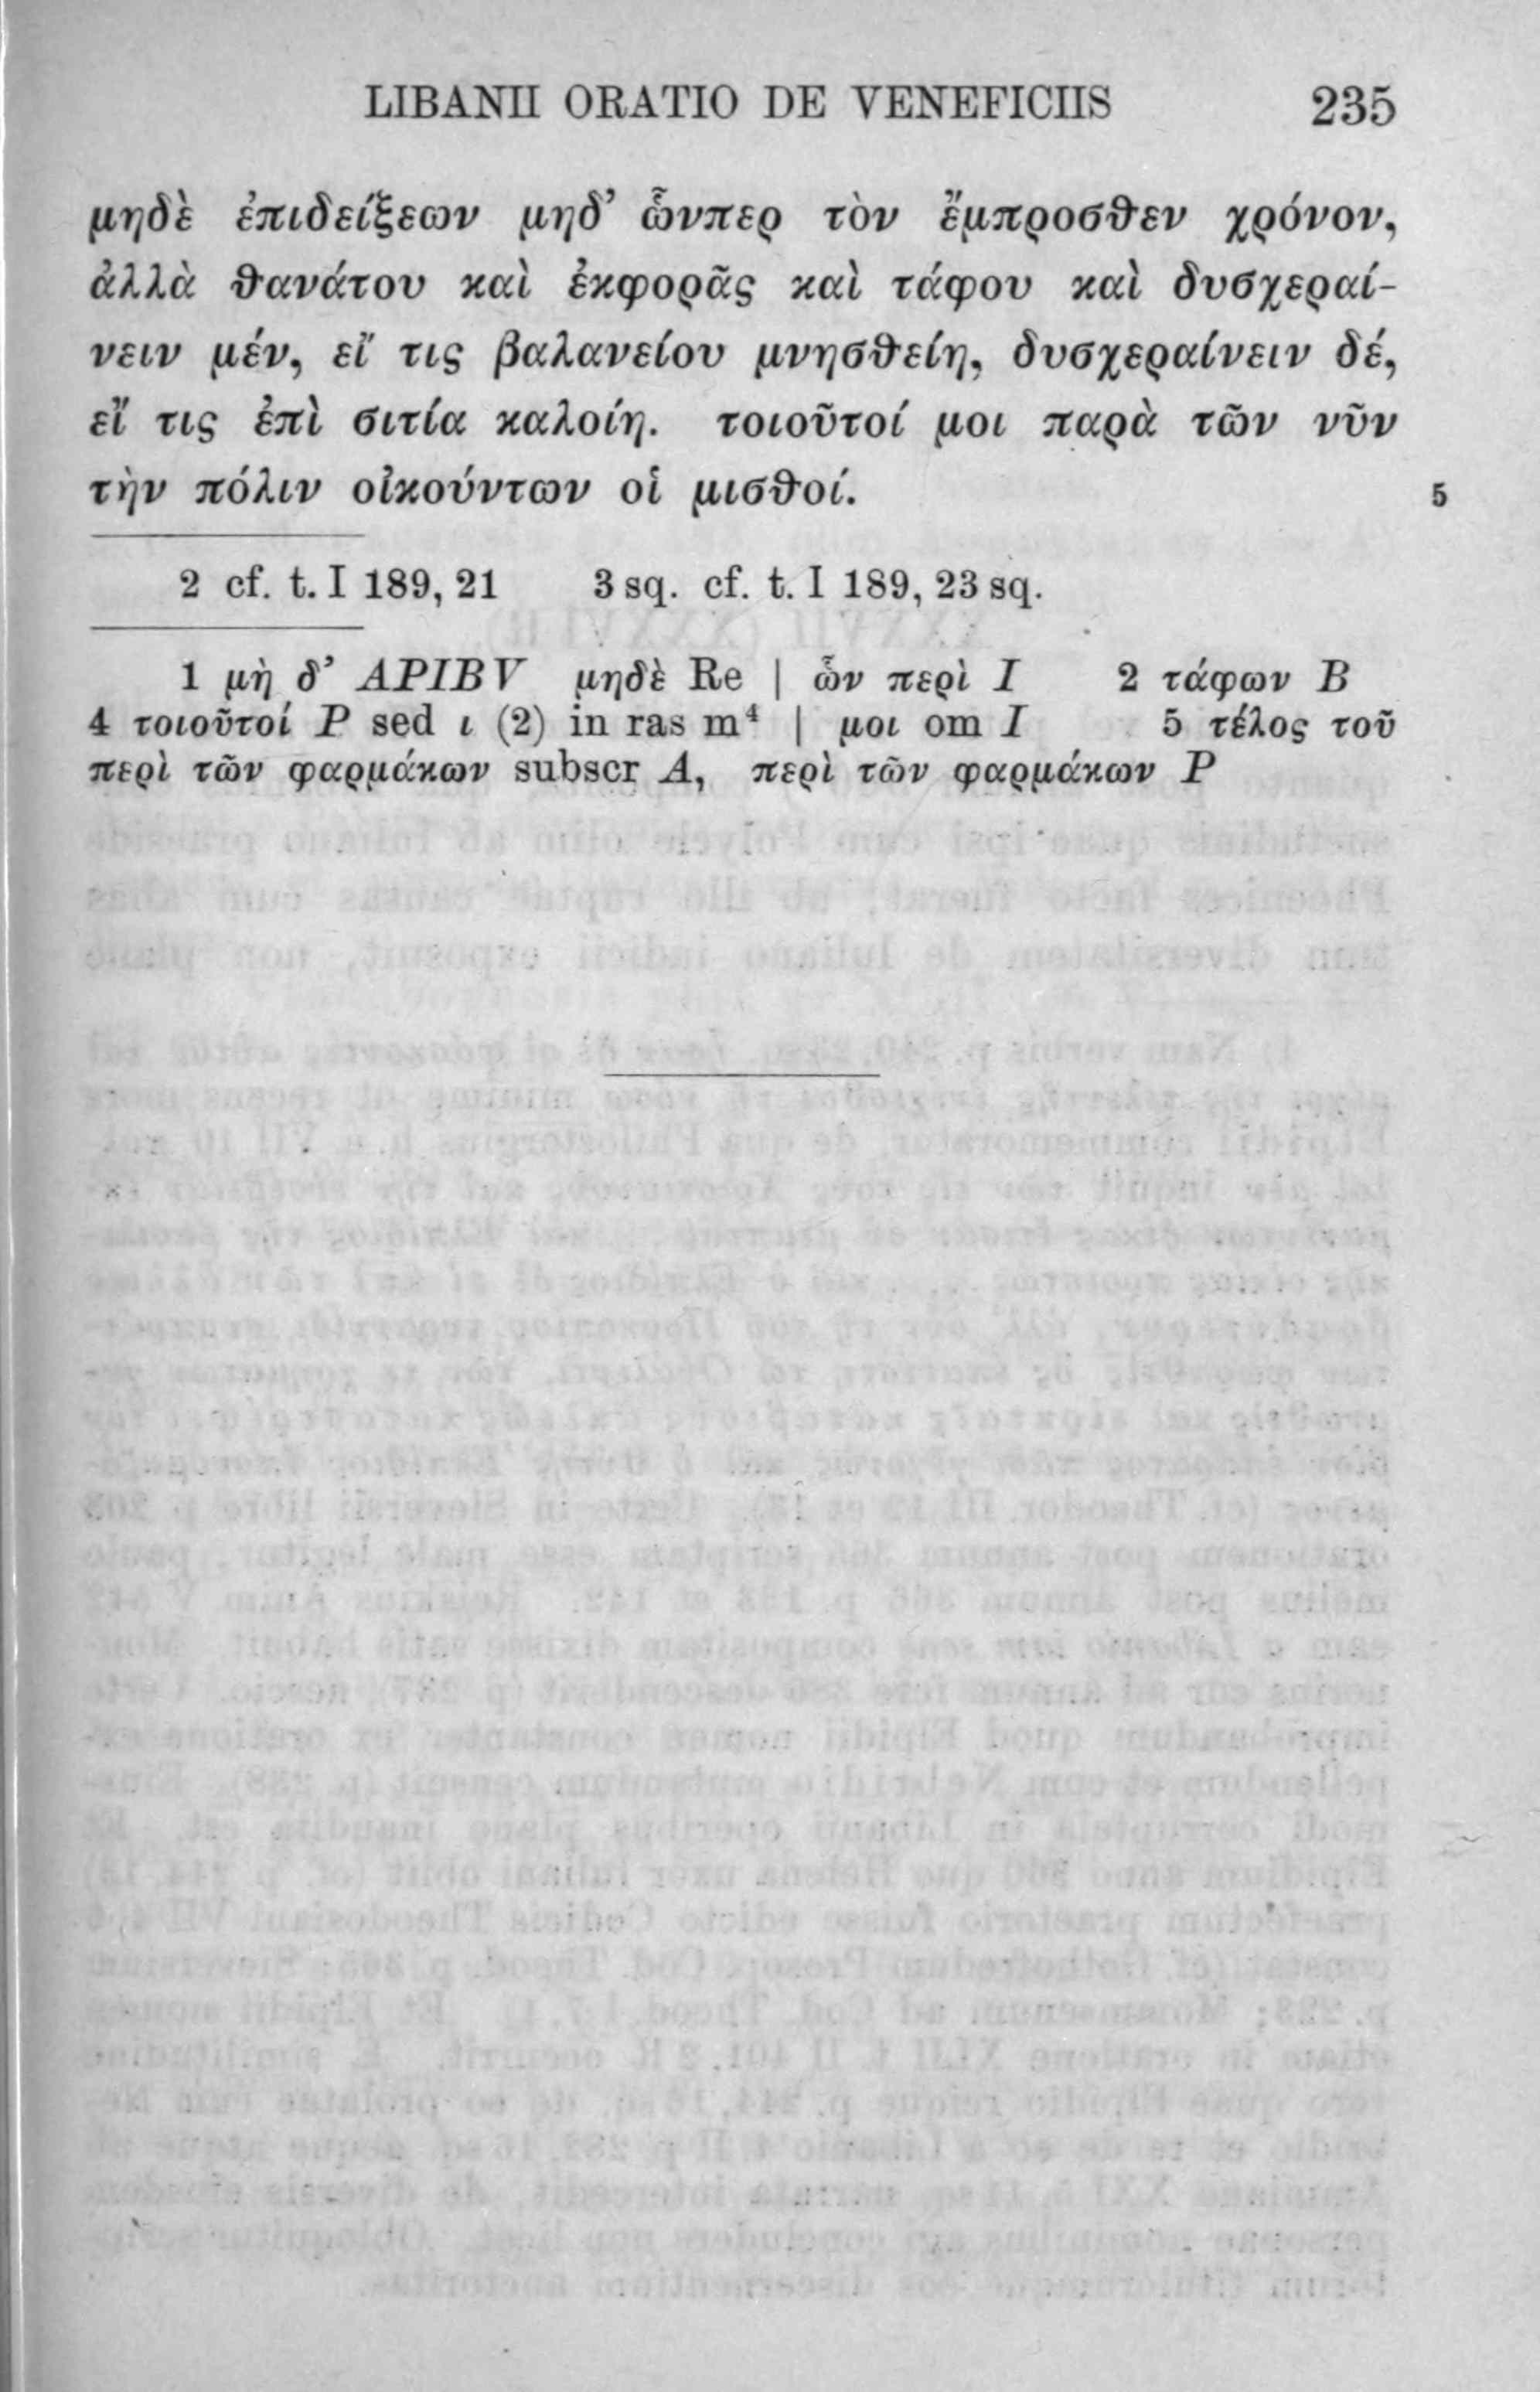 LIBANII ORATIO DE VENEFICIIS 235
μηδὲ ἐπιδείξεων μηδ’ ὧνπερ τὸν ἔμπροσθεν χρόνον,
ἀλλὰ θανάτου καὶ ἐκφορᾶς καὶ τάφου καὶ δυσχεραί-
νειν μέν, εἴ τις βαλανείου μνησθείη, δυσχεραίνειν δέ,
εἴ τις ἐπὶ σιτία καλοίη. τοιοῦτοί μοι παρὰ τῶν νῦν
τὴν πόλιν οἰκούντων οἱ μισθοί. 5
2 cf. t. I 189, 21 3 sq. cf. t. I 189, 23 sq.
1 μὴ δ’ APIBV μηδὲ Re | ὧν περὶ I 2 τάφων B
4 τοιοῦτοί P sed ι (2) in ras m⁴ | μοι om I 5 τέλος τοῦ
περὶ τῶν φαρμάκων subscr A, περὶ τῶν φαρμάκων P